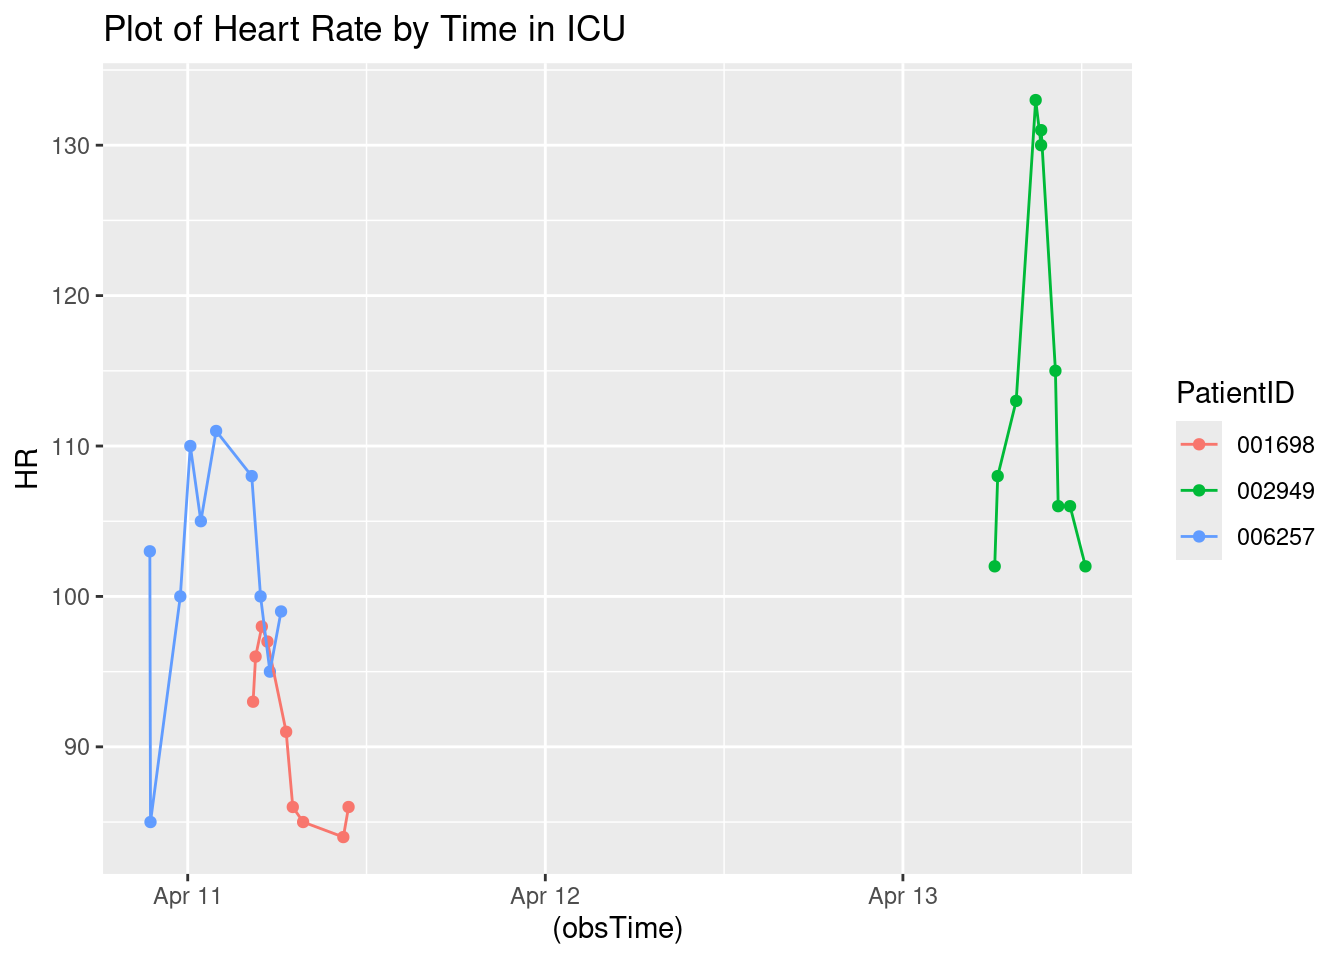 Plot of Heart Rate by Time in ICU
130
120
110
100
90
HR
Apr 11
Apr 12
Apr 13
(obsTime)
PatientID
001698
002949
006257